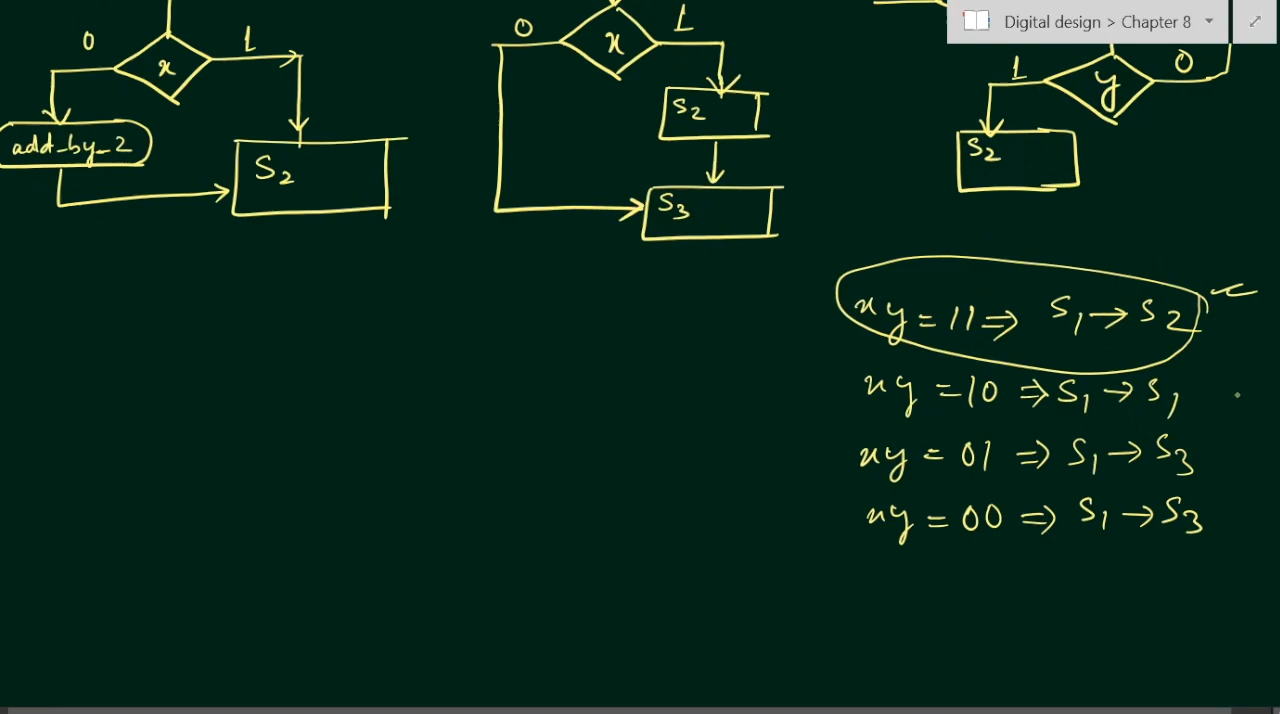 Digital design > Chapter 8
0 x 1
add_by_2
S2
0 x 1
S2
S3
1 y 0
S2
xy = 11 ⇒ S1 → S2
xy = 10 ⇒ S1 → S1
xy = 01 ⇒ S1 → S3
xy = 00 ⇒ S1 → S3